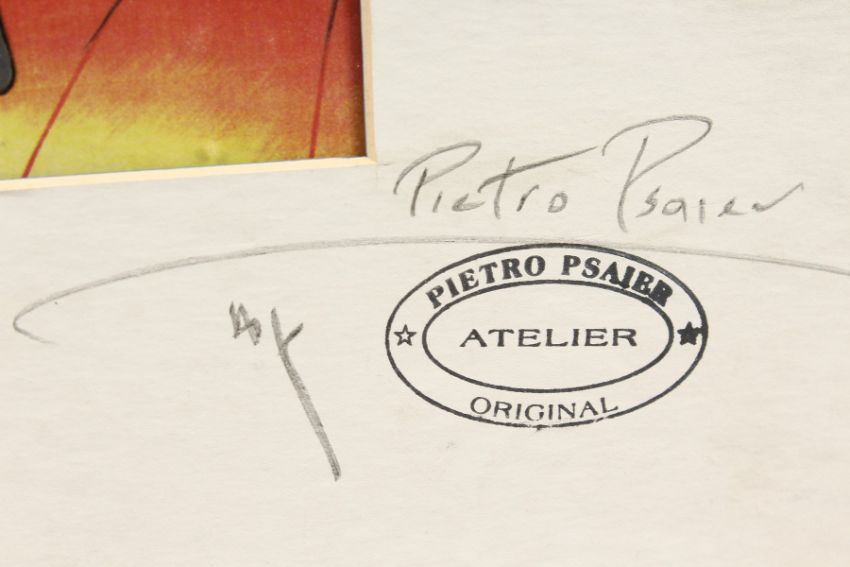 Pietro Psaier
PIETRO PSAIER
ATELIER
ORIGINAL